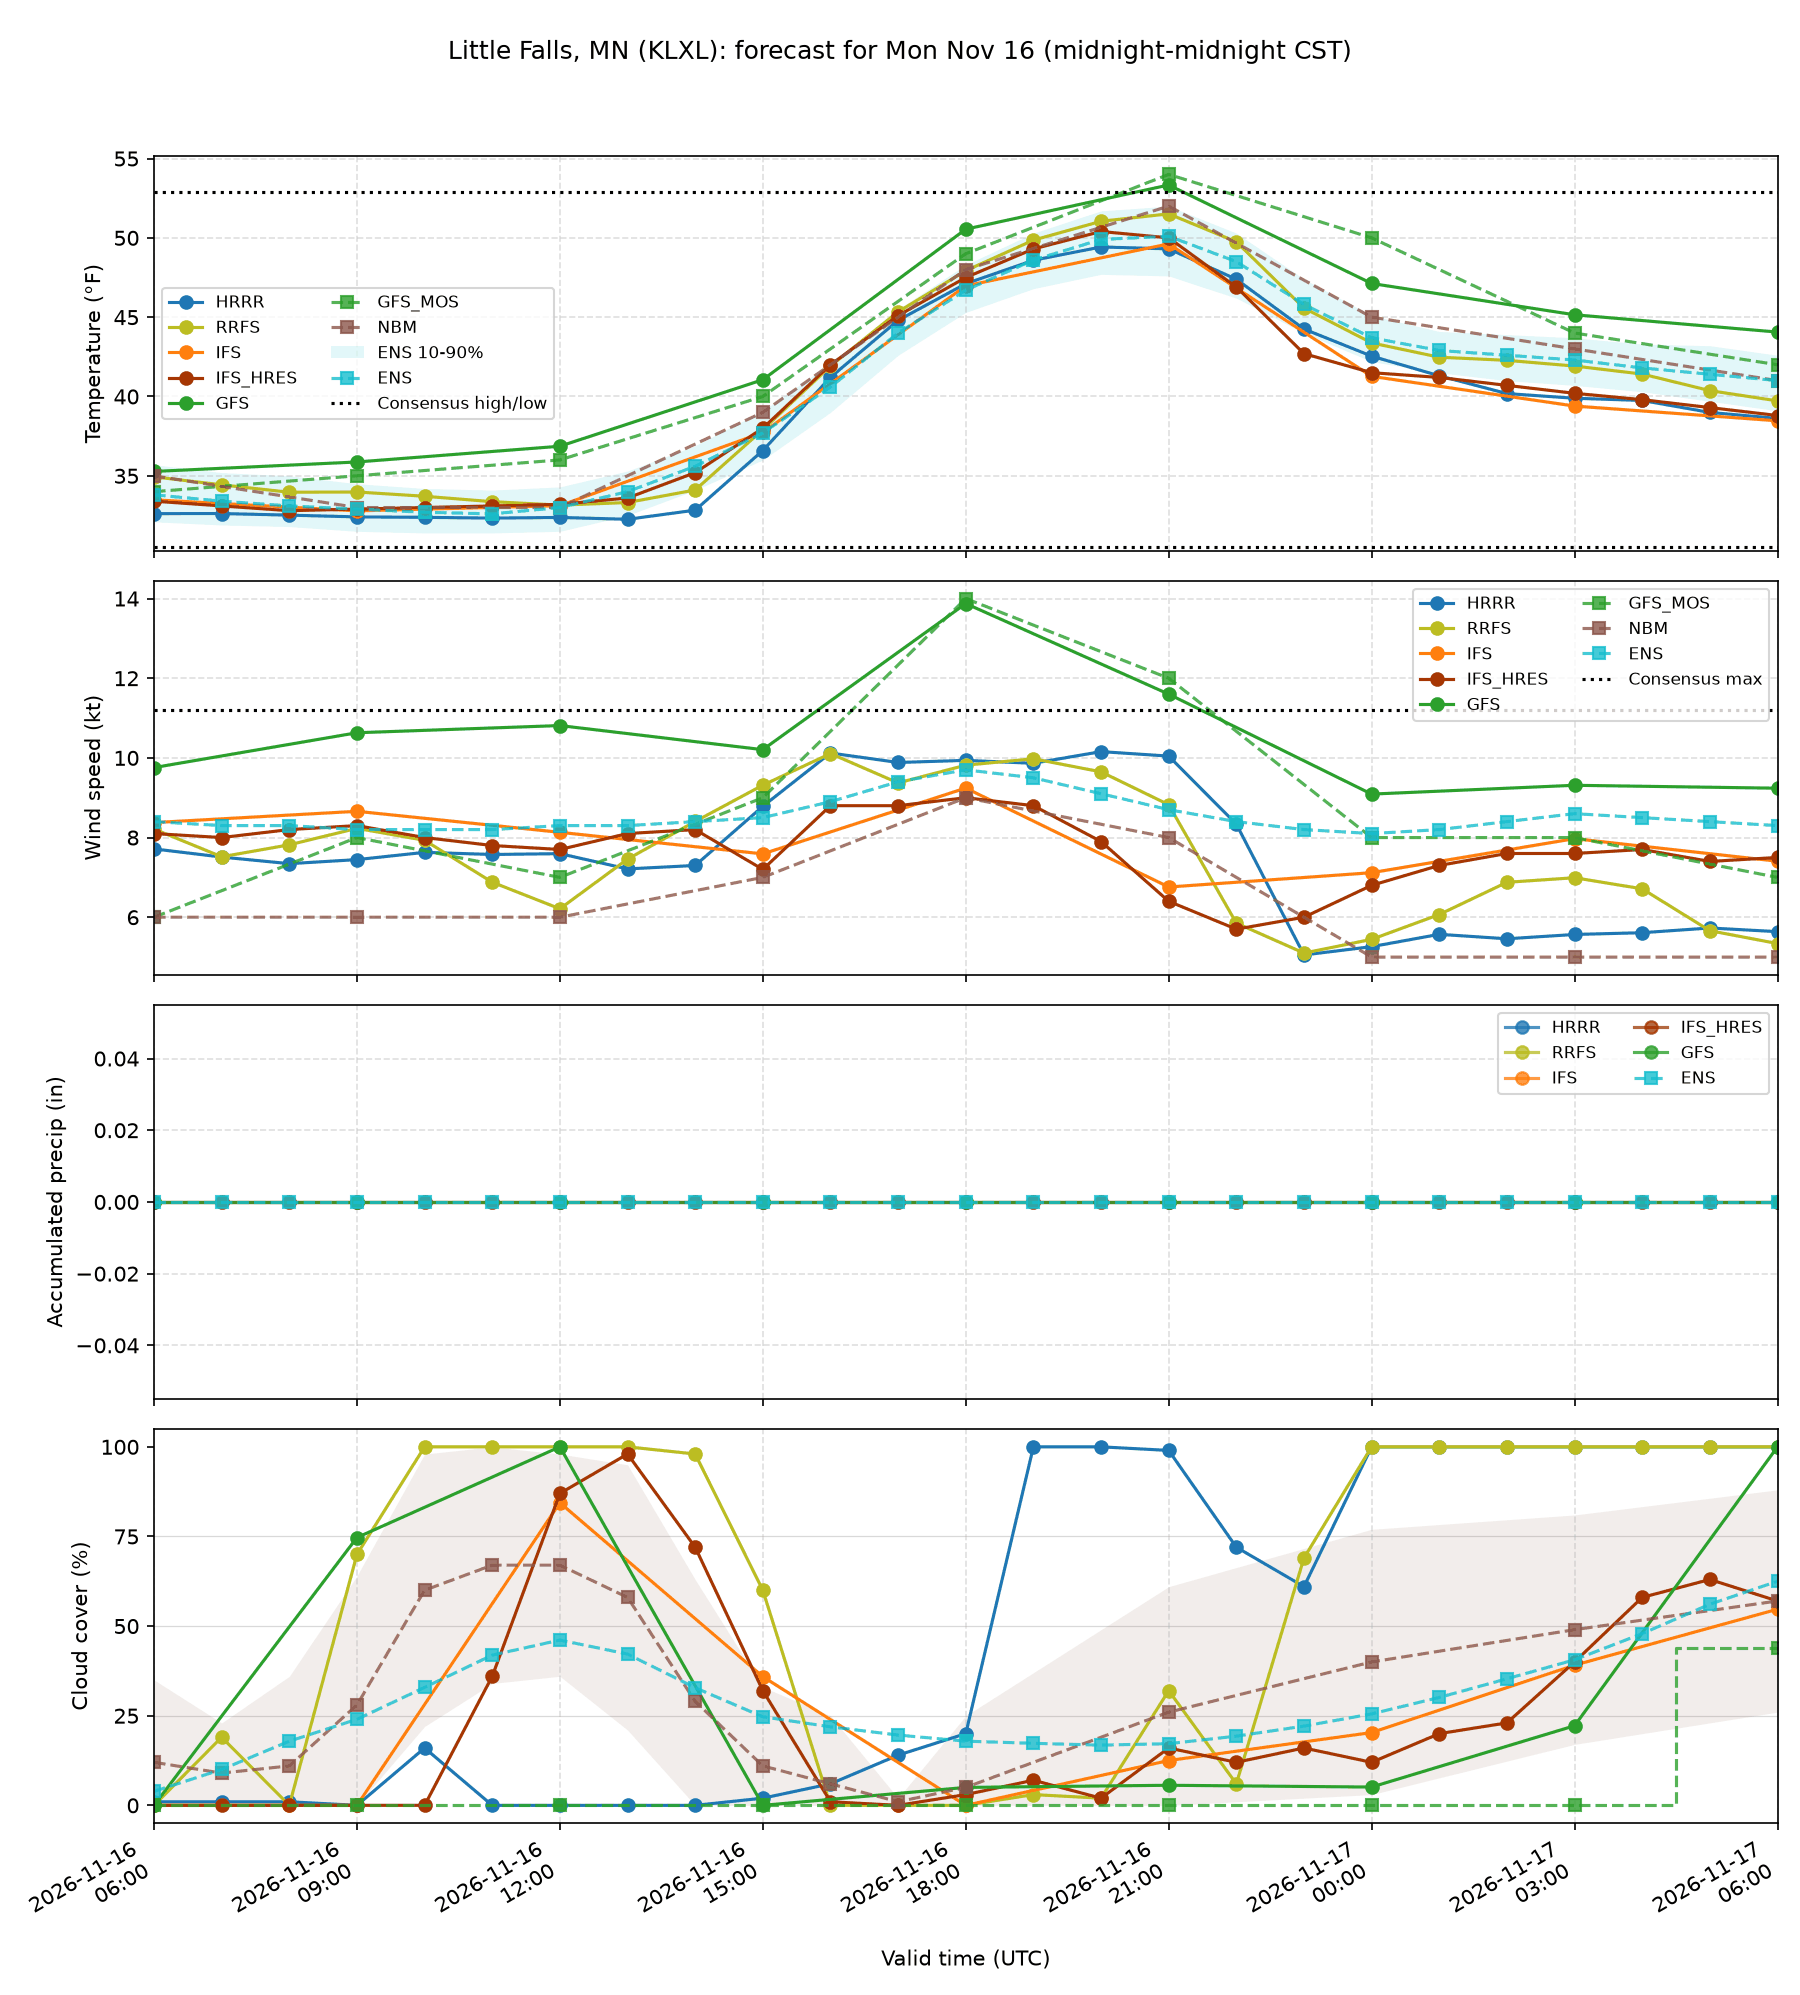 Little Falls, MN (KLXL): forecast for Mon Nov 16 (midnight-midnight CST)
Temperature (°F)
55
50
45
40
35
HRRR
RRFS
IFS
IFS_HRES
GFS
GFS_MOS
NBM
ENS 10-90%
ENS
Consensus high/low
Wind speed (kt)
14
12
10
8
6
HRRR
RRFS
IFS
IFS_HRES
GFS
GFS_MOS
NBM
ENS
Consensus max
Accumulated precip (in)
0.04
0.02
0.00
−0.02
−0.04
HRRR
RRFS
IFS
IFS_HRES
GFS
ENS
Cloud cover (%)
100
75
50
25
0
2026-11-16
06:00
2026-11-16
09:00
2026-11-16
12:00
2026-11-16
15:00
2026-11-16
18:00
2026-11-16
21:00
2026-11-17
00:00
2026-11-17
03:00
2026-11-17
06:00
Valid time (UTC)